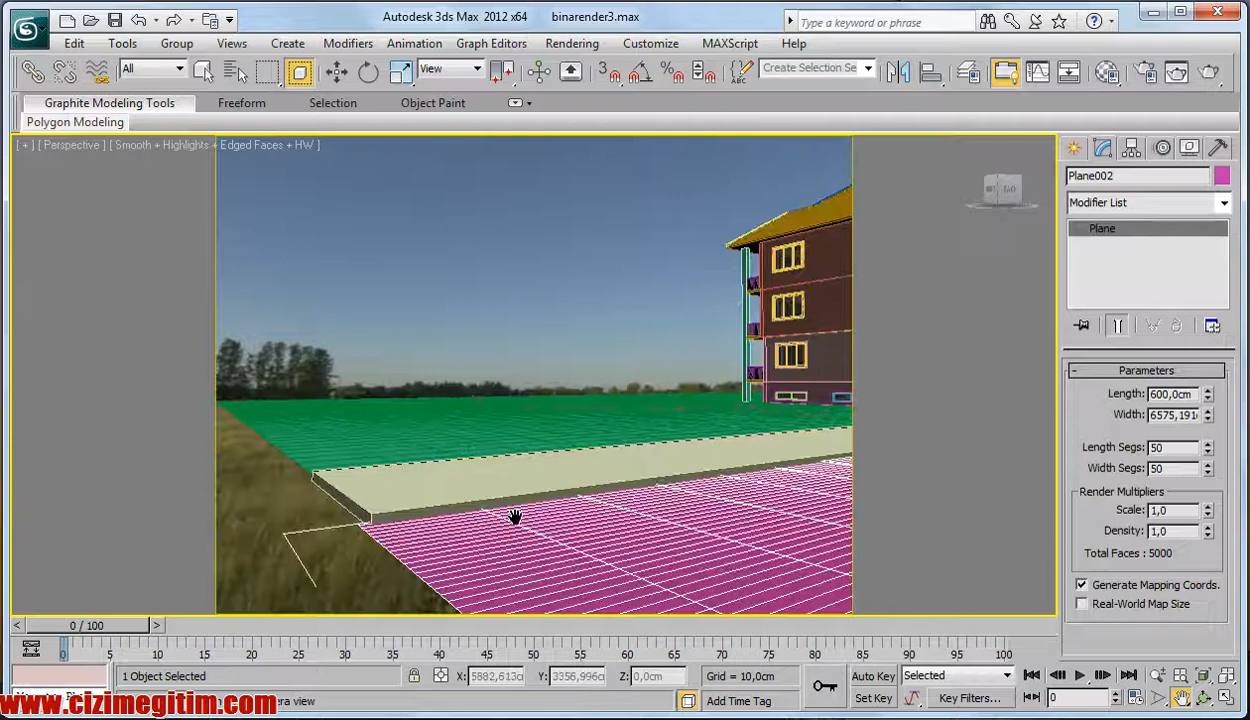 Autodesk 3ds Max 2012 x64 binarender3.max
Type a keyword or phrase
Edit Tools Group Views Create Modifiers Animation Graph Editors Rendering Customize MAXScript Help
All View 3 Create Selection Se
Graphite Modeling Tools Freeform Selection Object Paint
Polygon Modeling
[ + ] [ Perspective ] [ Smooth + Highlights + Edged Faces + HW ]
Plane002
Modifier List
Plane
Parameters
Length: 600,0cm
Width: 6575,191
Length Segs: 50
Width Segs: 50
Render Multipliers
Scale: 1,0
Density: 1,0
Total Faces : 5000
Generate Mapping Coords.
Real-World Map Size
0 / 100
0 5 10 15 20 25 30 35 40 45 50 55 60 65 70 75 80 85 90 95 100
1 Object Selected X: 5882,613c Y: 3356,996c Z: 0,0cm Grid = 10,0cm Auto Key Selected
Add Time Tag Set Key Key Filters... 0
www.cizimegitim.com